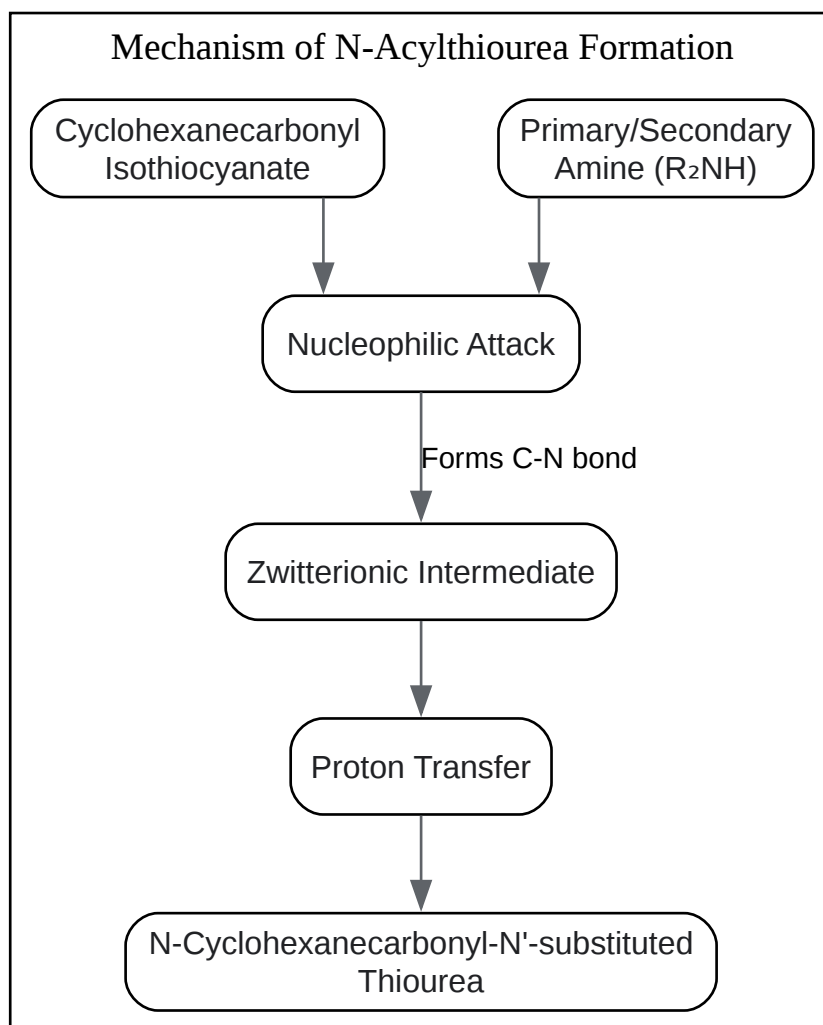 Mechanism of N-Acylthiourea Formation
Cyclohexanecarbonyl
Isothiocyanate
Primary/Secondary
Amine (R₂NH)
Nucleophilic Attack
Forms C-N bond
Zwitterionic Intermediate
Proton Transfer
N-Cyclohexanecarbonyl-N'-substituted
Thiourea